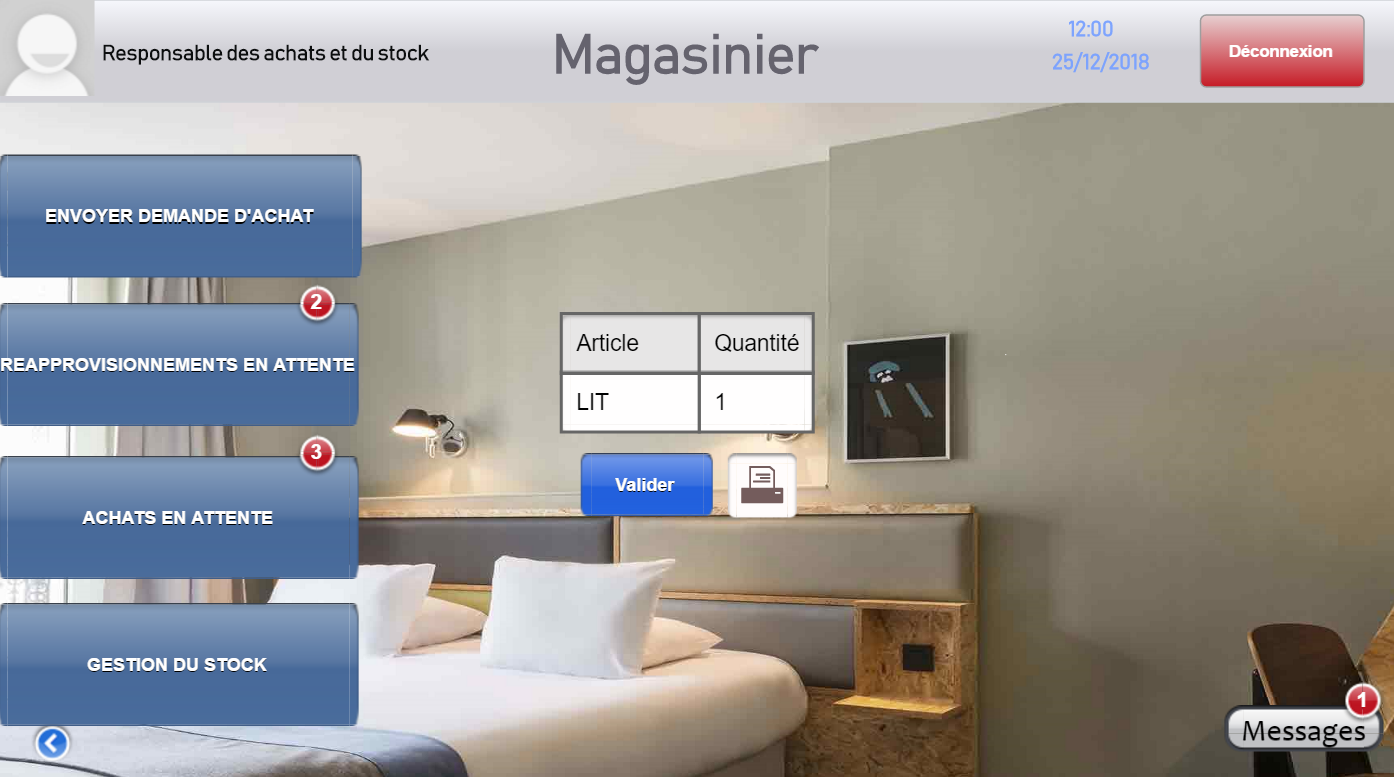 Responsable des achats et du stock
Magasinier
12:00
25/12/2018
Déconnexion
ENVOYER DEMANDE D'ACHAT
2
REAPPROVISIONNEMENTS EN ATTENTE
3
ACHATS EN ATTENTE
GESTION DU STOCK
Article Quantité
LIT 1
Valider
1
Messages